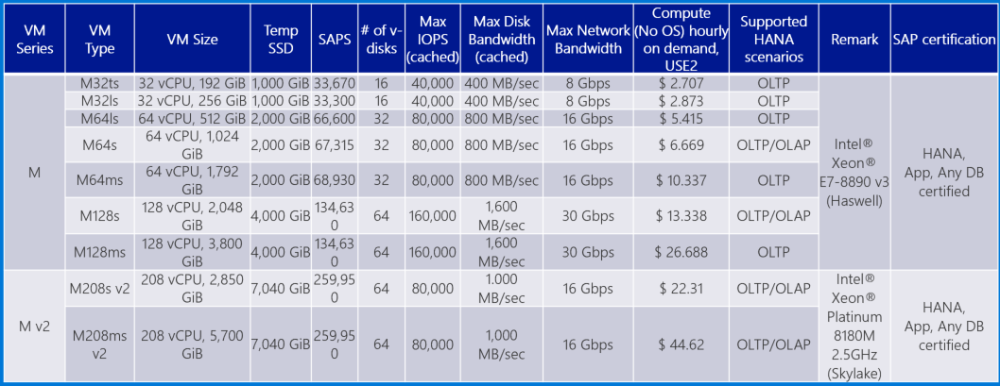 VM Series VM Type VM Size Temp SSD SAPS # of v-disks Max IOPS (cached) Max Disk Bandwidth (cached) Max Network Bandwidth Compute (No OS) hourly on demand, USE2 Supported HANA scenarios Remark SAP certification
M
M32ts 32 vCPU, 192 GiB 1,000 GiB 33,670 16 40,000 400 MB/sec 8 Gbps $ 2.707 OLTP
M32ls 32 vCPU, 256 GiB 1,000 GiB 33,300 16 40,000 400 MB/sec 8 Gbps $ 2.873 OLTP
M64ls 64 vCPU, 512 GiB 2,000 GiB 66,600 32 80,000 800 MB/sec 16 Gbps $ 5.415 OLTP
M64s 64 vCPU, 1,024 GiB 2,000 GiB 67,315 32 80,000 800 MB/sec 16 Gbps $ 6.669 OLTP/OLAP
M64ms 64 vCPU, 1,792 GiB 2,000 GiB 68,930 32 80,000 800 MB/sec 16 Gbps $ 10.337 OLTP
M128s 128 vCPU, 2,048 GiB 4,000 GiB 134,630 64 160,000 1,600 MB/sec 30 Gbps $ 13.338 OLTP/OLAP
M128ms 128 vCPU, 3,800 GiB 4,000 GiB 134,630 64 160,000 1,600 MB/sec 30 Gbps $ 26.688 OLTP
Intel®
Xeon®
E7-8890 v3
(Haswell)
HANA,
App, Any DB
certified
M v2
M208s v2 208 vCPU, 2,850 GiB 7,040 GiB 259,950 64 80,000 1.000 MB/sec 16 Gbps $ 22.31 OLTP/OLAP
M208ms v2 208 vCPU, 5,700 GiB 7,040 GiB 259,950 64 80,000 1,000 MB/sec 16 Gbps $ 44.62 OLTP/OLAP
Intel®
Xeon®
Platinum
8180M
2.5GHz
(Skylake)
HANA,
App, Any DB
certified